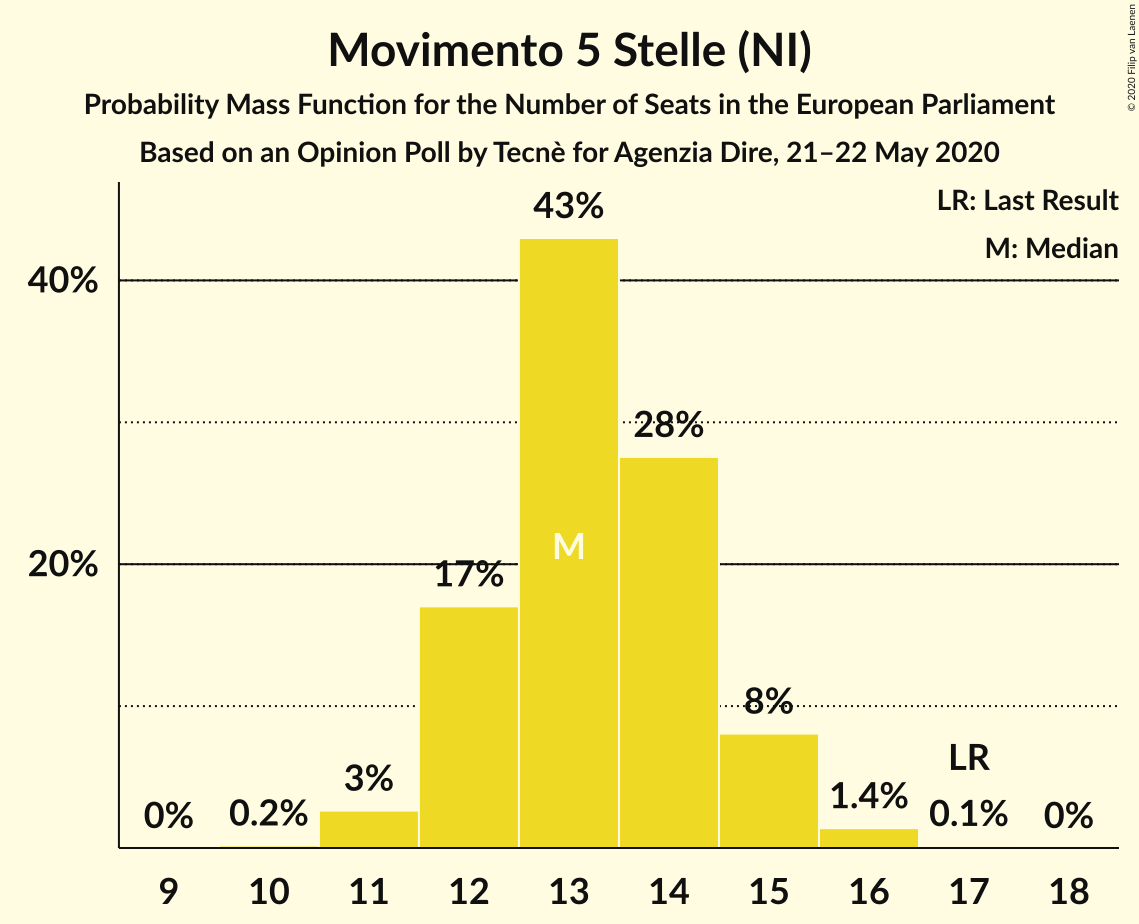 Movimento 5 Stelle (NI)
Probability Mass Function for the Number of Seats in the European Parliament
Based on an Opinion Poll by Tecnè for Agenzia Dire, 21–22 May 2020
© 2020 Filip van Laenen
LR: Last Result
M: Median
43%
40%
28%
M
20%
17%
8%
LR
3%
1.4%
0% 0.2% 0.1% 0%
9 10 11 12 13 14 15 16 17 18